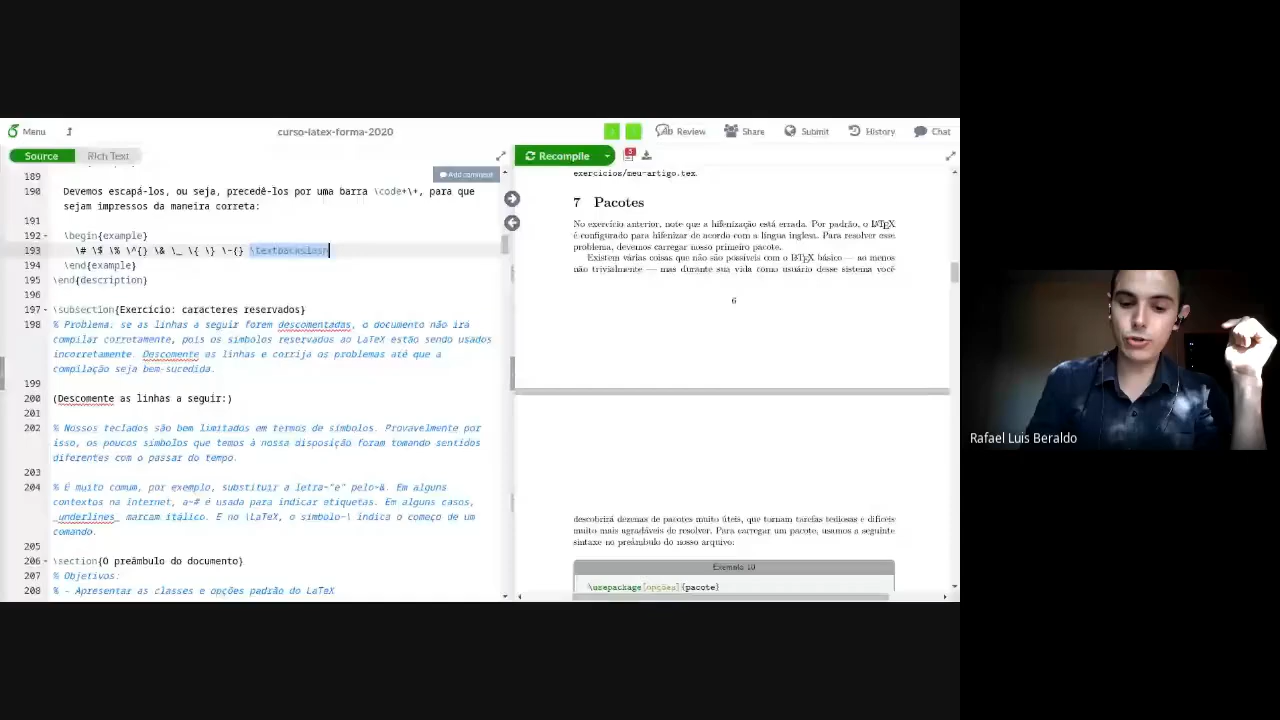 Menu
curso-latex-forma-2020
Review
Share
Submit
History
Chat
Source
Rich Text
Recompile
Add comment
189
190 Devemos escapá-los, ou seja, precedê-los por uma barra \code+\+, para que
sejam impressos da maneira correta:
191
192 \begin{example}
193 \# \$ \% \^{} \& \_ \{ \} \~{} \textbackslash
194 \end{example}
195 \end{description}
196
197 \subsection{Exercício: caracteres reservados}
198 % Problema: se as linhas a seguir forem descomentadas, o documento não irá
compilar corretamente, pois os símbolos reservados ao LaTeX estão sendo usados
incorretamente. Descomente as linhas e corrija os problemas até que a
compilação seja bem-sucedida.
199
200 (Descomente as linhas a seguir:)
201
202 % Nossos teclados são bem limitados em termos de símbolos. Provavelmente por
isso, os poucos símbolos que temos à nossa disposição foram tomando sentidos
diferentes com o passar do tempo.
203
204 % É muito comum, por exemplo, substituir a letra~"e" pelo~&. Em alguns
contextos na internet, a~# é usada para indicar etiquetas. Em alguns casos,
_underlines_ marcam itálico. E no \LaTeX, o símbolo~\ indica o começo de um
comando.
205
206 \section{O preâmbulo do documento}
207 % Objetivos:
208 % - Apresentar as classes e opções padrão do LaTeX
exercicios/meu-artigo.tex.
7 Pacotes
No exercício anterior, note que a hifenização está errada. Por padrão, o LATEX
é configurado para hifenizar de acordo com a língua inglesa. Para resolver esse
problema, devemos carregar nosso primeiro pacote.
Existem várias coisas que não são possíveis com o LATEX básico — ao menos
não trivialmente — mas durante sua vida como usuário desse sistema você
6
descobrirá dezenas de pacotes muito úteis, que tornam tarefas tediosas e difíceis
muito mais agradáveis de resolver. Para carregar um pacote, usamos a seguinte
sintaxe no preâmbulo do nosso arquivo:
Exemplo 10
\usepackage[opções]{pacote}
Rafael Luis Beraldo